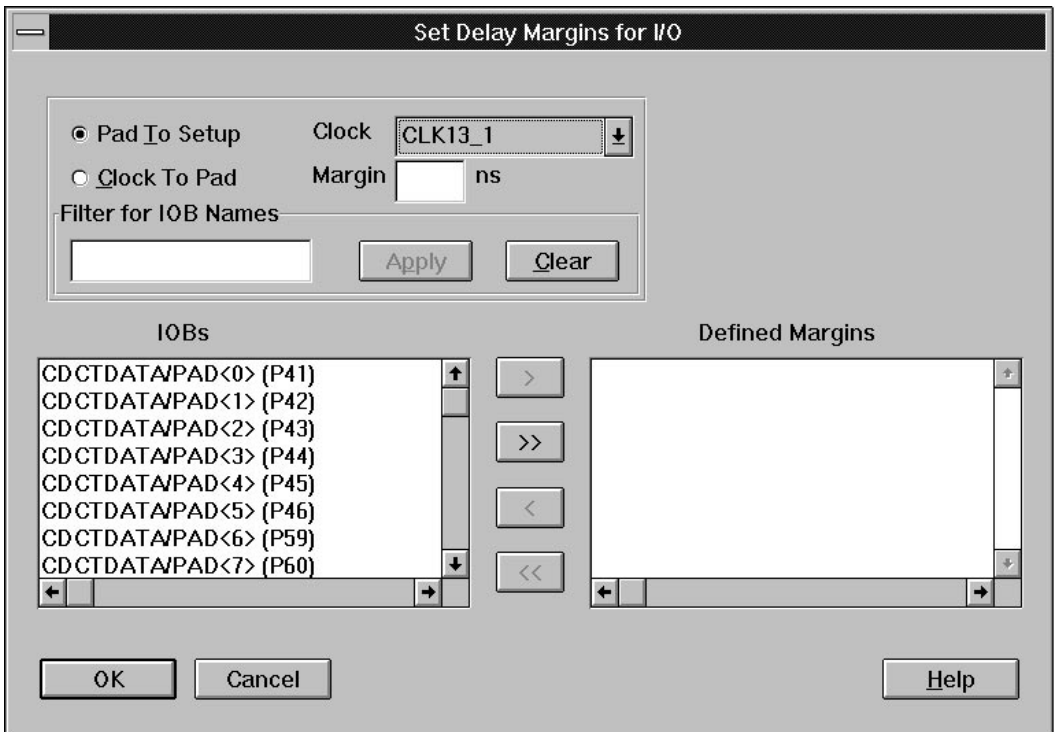 Set Delay Margins for I/O
Pad To Setup
Clock
CLK13_1
Clock To Pad
Margin
ns
Filter for IOB Names
Apply
Clear
IOBs
Defined Margins
CDCTDATA/PAD<0> (P41)
CDCTDATA/PAD<1> (P42)
CDCTDATA/PAD<2> (P43)
CDCTDATA/PAD<3> (P44)
CDCTDATA/PAD<4> (P45)
CDCTDATA/PAD<5> (P46)
CDCTDATA/PAD<6> (P59)
CDCTDATA/PAD<7> (P60)
>
>>
<
<<
OK
Cancel
Help